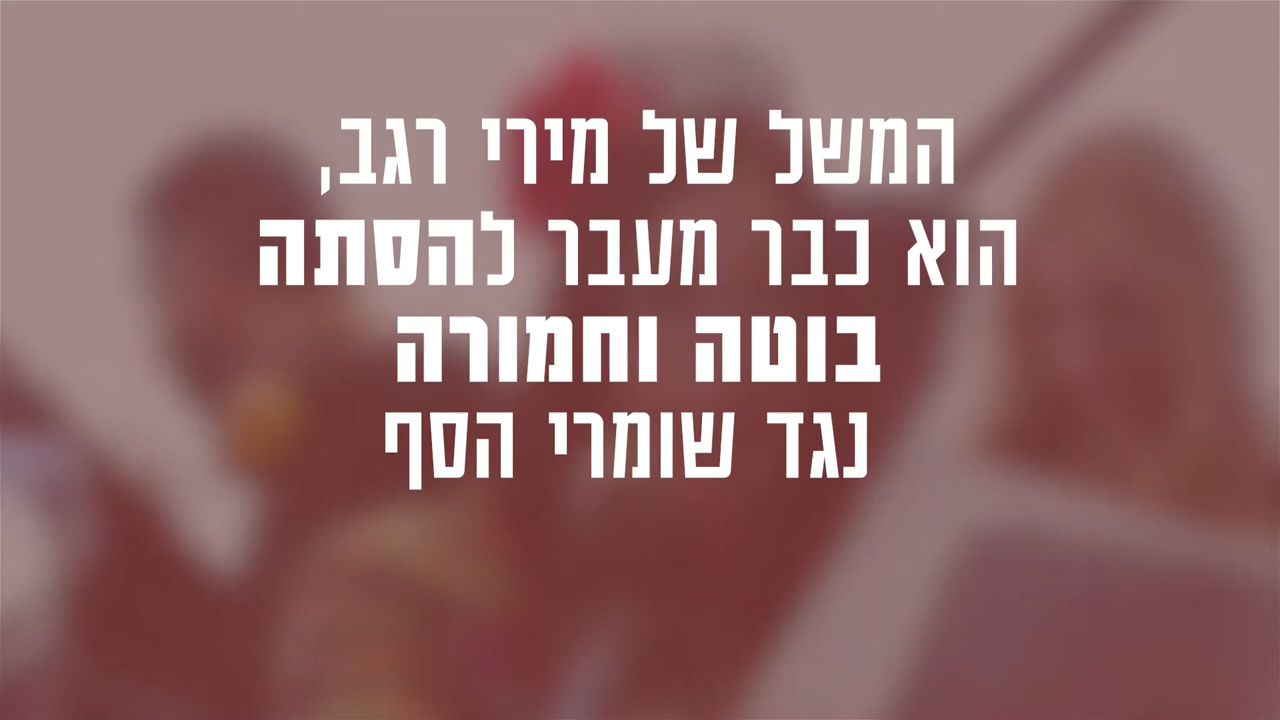 המשל של מירי רגב,
הוא כבר מעבר להסתה
בוטה וחמורה
נגד שומרי הסף